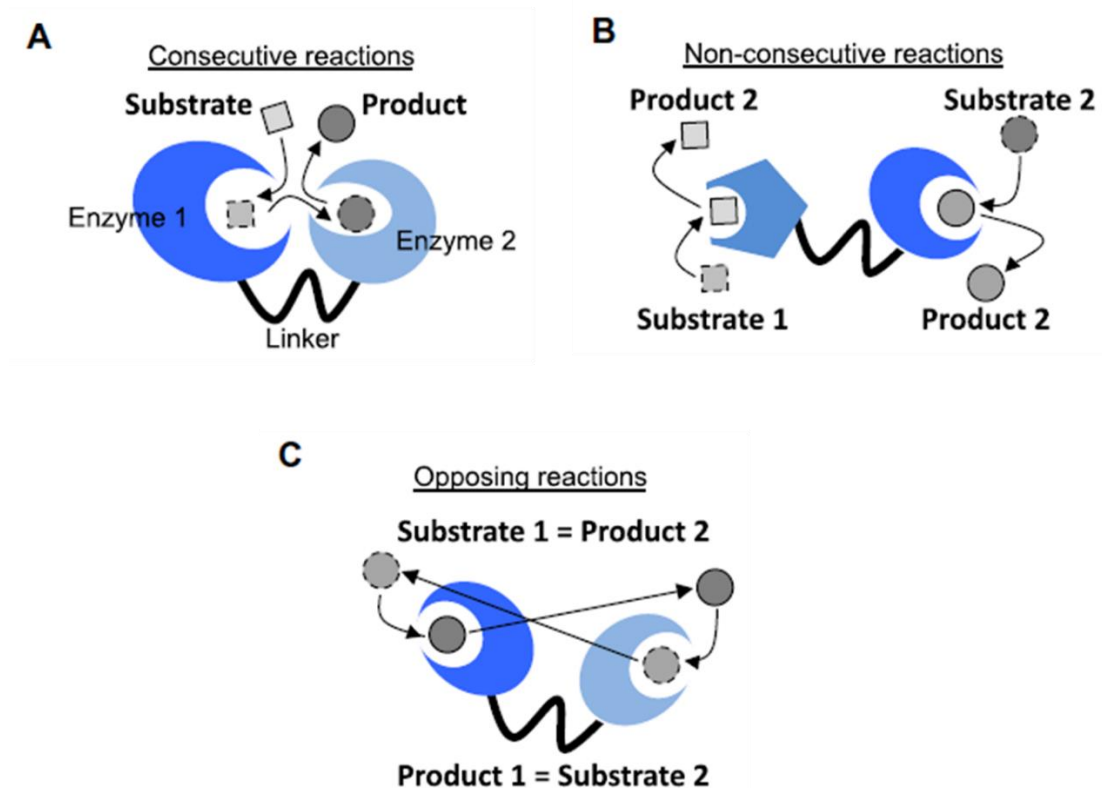 A
Consecutive reactions
Substrate
Product
Enzyme 1
Enzyme 2
Linker
B
Non-consecutive reactions
Product 2
Substrate 2
Substrate 1
Product 2
C
Opposing reactions
Substrate 1 = Product 2
Product 1 = Substrate 2